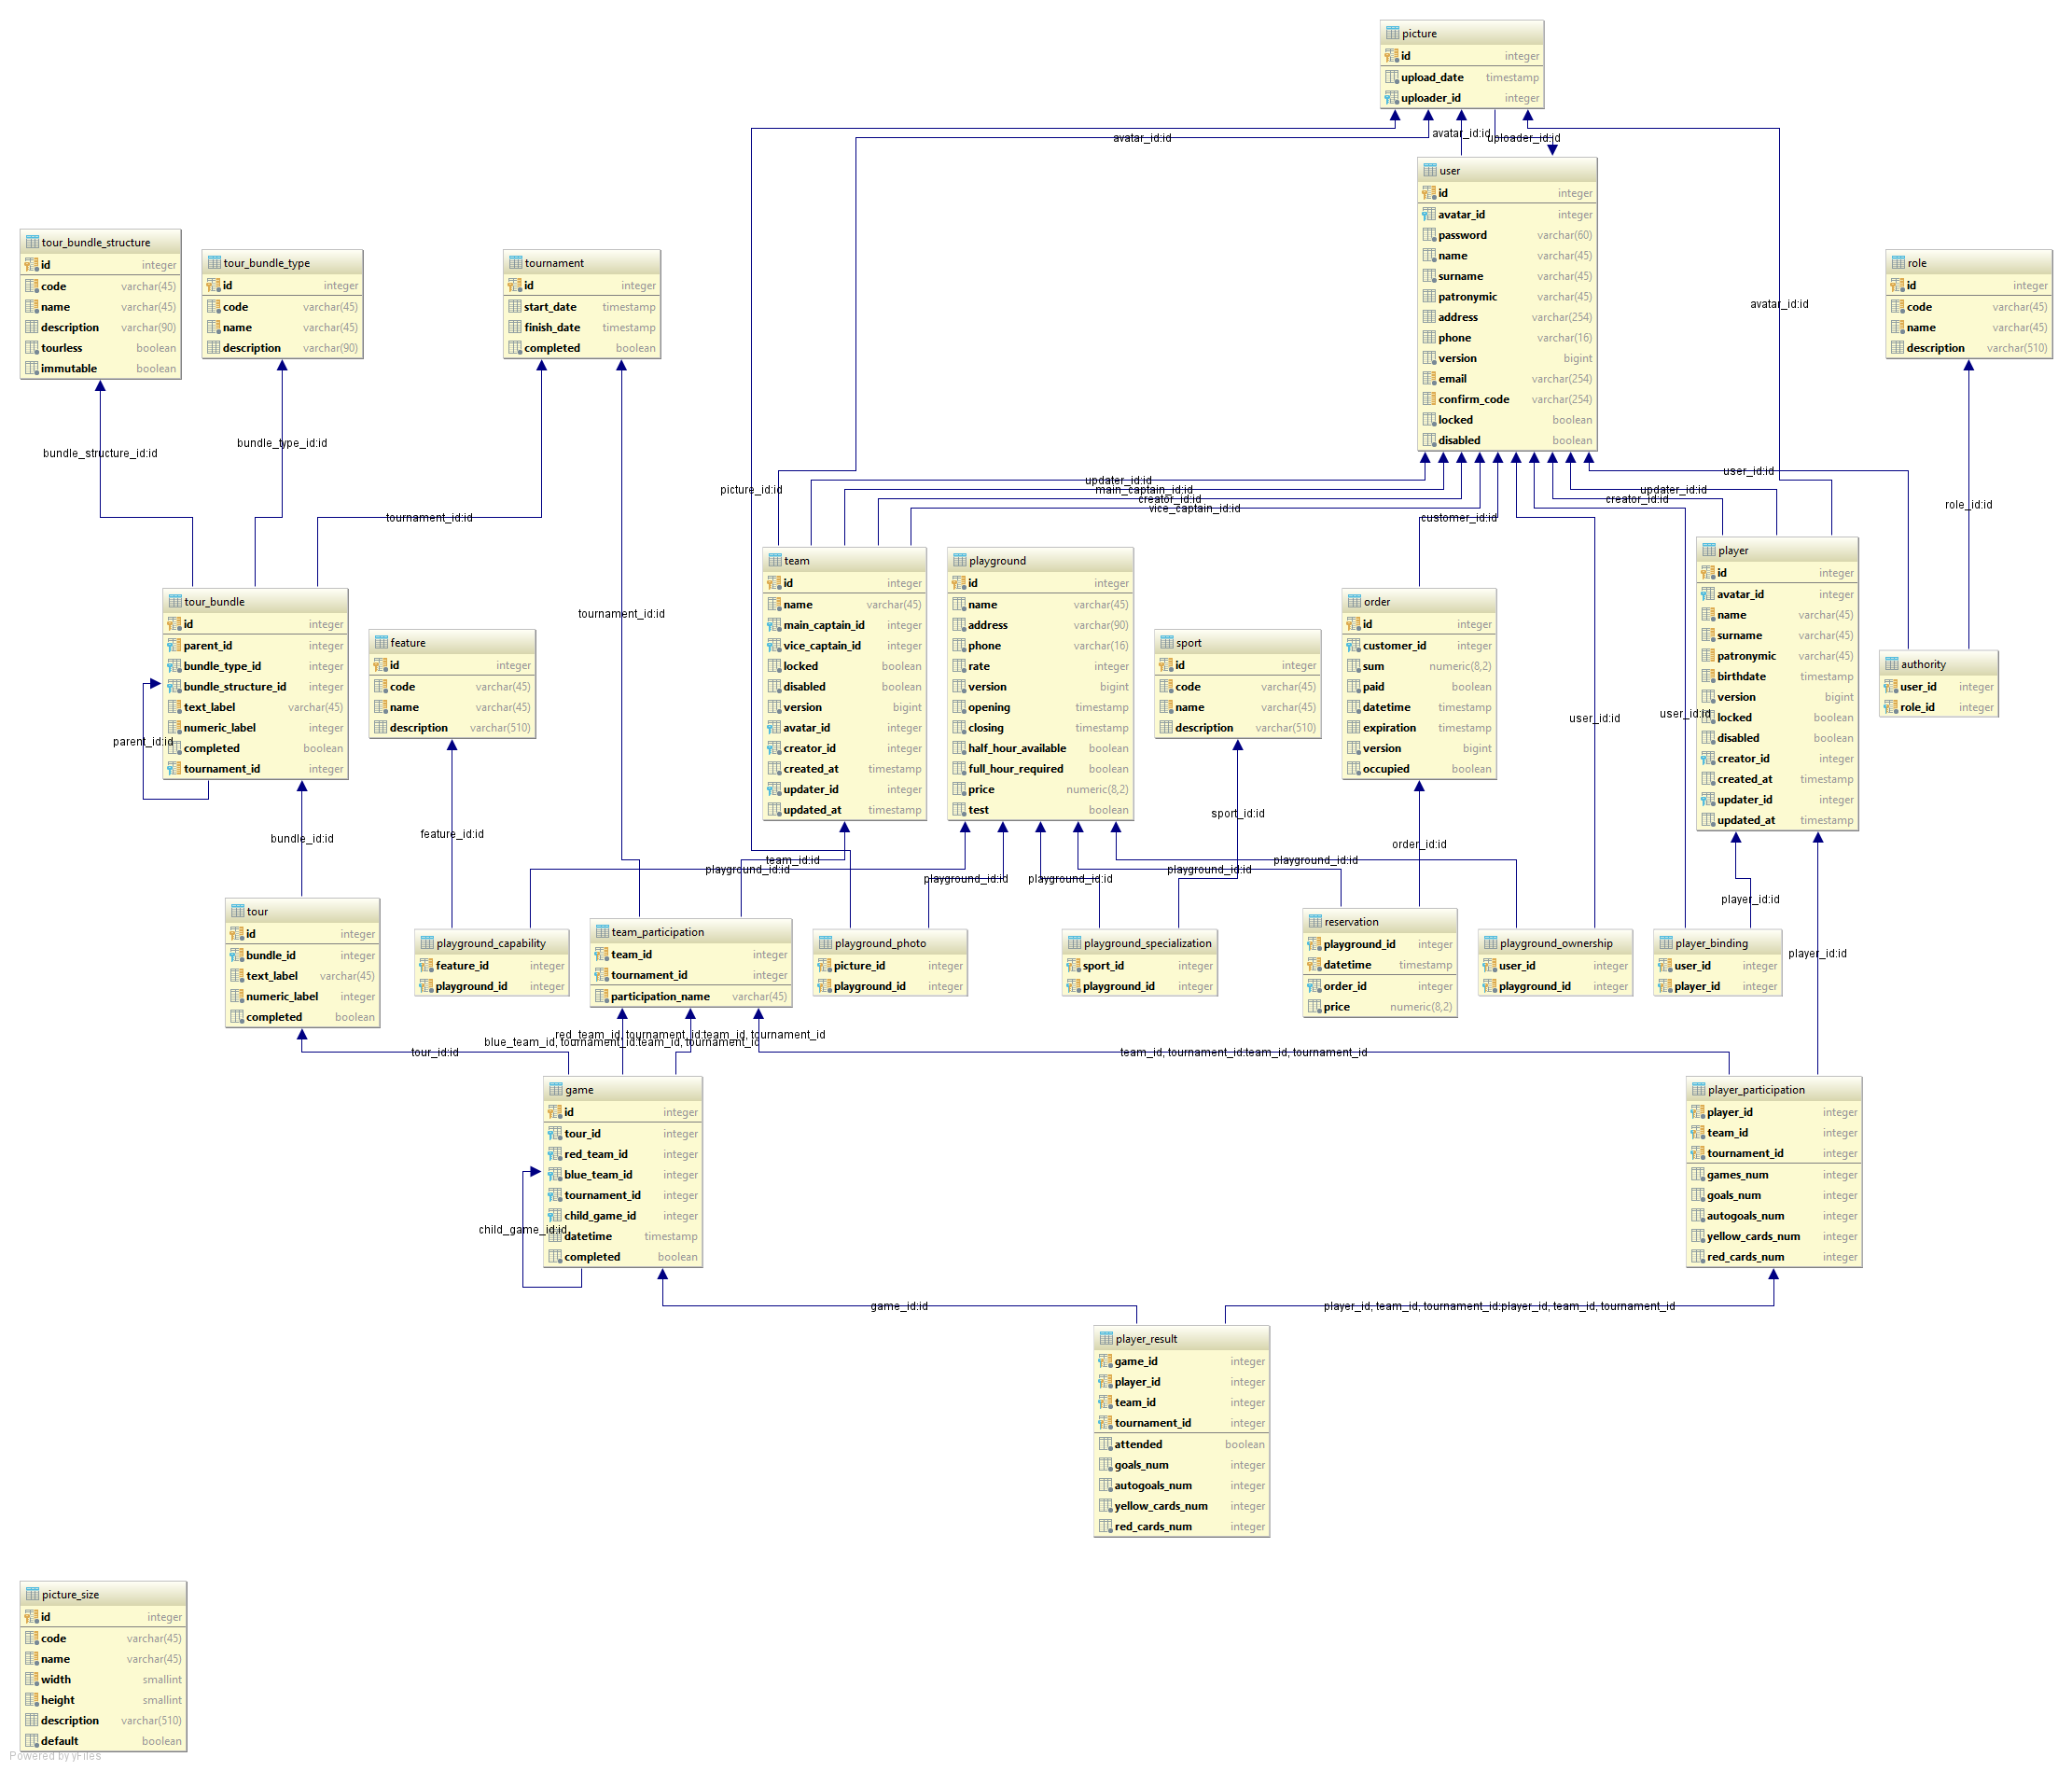 picture
id integer
upload_date timestamp
uploader_id integer
avatar_id:id
avatar_id:id
uploader_id:id
user
id integer
avatar_id integer
password varchar(60)
name varchar(45)
surname varchar(45)
patronymic varchar(45)
address varchar(254)
phone varchar(16)
version bigint
email varchar(254)
confirm_code varchar(254)
locked boolean
disabled boolean
tour_bundle_structure
id integer
code varchar(45)
name varchar(45)
description varchar(90)
tourless boolean
immutable boolean
tour_bundle_type
id integer
code varchar(45)
name varchar(45)
description varchar(90)
tournament
id integer
start_date timestamp
finish_date timestamp
completed boolean
avatar_id:id
role
id integer
code varchar(45)
name varchar(45)
description varchar(510)
bundle_structure_id:id
bundle_type_id:id
tournament_id:id
picture_id:id
updater_id:id
main_captain_id:id
creator_id:id
vice_captain_id:id
customer_id:id
creator_id:id
updater_id:id
user_id:id
role_id:id
tour_bundle
id integer
parent_id integer
bundle_type_id integer
bundle_structure_id integer
text_label varchar(45)
numeric_label integer
completed boolean
tournament_id integer
parent_id:id
feature
id integer
code varchar(45)
name varchar(45)
description varchar(510)
tournament_id:id
team
id integer
name varchar(45)
main_captain_id integer
vice_captain_id integer
locked boolean
disabled boolean
version bigint
avatar_id integer
creator_id integer
created_at timestamp
updater_id integer
updated_at timestamp
playground
id integer
name varchar(45)
address varchar(90)
phone varchar(16)
rate integer
version bigint
opening timestamp
closing timestamp
half_hour_available boolean
full_hour_required boolean
price numeric(8,2)
test boolean
sport
id integer
code varchar(45)
name varchar(45)
description varchar(510)
order
id integer
customer_id integer
sum numeric(8,2)
paid boolean
datetime timestamp
expiration timestamp
version bigint
occupied boolean
user_id:id
user_id:id
player
id integer
avatar_id integer
name varchar(45)
surname varchar(45)
patronymic varchar(45)
birthdate timestamp
version bigint
locked boolean
disabled boolean
creator_id integer
created_at timestamp
updater_id integer
updated_at timestamp
authority
user_id integer
role_id integer
bundle_id:id
feature_id:id
sport_id:id
order_id:id
team_id:id
playground_id:id
playground_id:id
playground_id:id
playground_id:id
playground_id:id
player_id:id
player_id:id
tour
id integer
bundle_id integer
text_label varchar(45)
numeric_label integer
completed boolean
playground_capability
feature_id integer
playground_id integer
team_participation
team_id integer
tournament_id integer
participation_name varchar(45)
playground_photo
picture_id integer
playground_id integer
playground_specialization
sport_id integer
playground_id integer
reservation
playground_id integer
datetime timestamp
order_id integer
price numeric(8,2)
playground_ownership
user_id integer
playground_id integer
player_binding
user_id integer
player_id integer
red_team_id, tournament_id:team_id, tournament_id
blue_team_id, tournament_id:team_id, tournament_id
tour_id:id
team_id, tournament_id:team_id, tournament_id
game
id integer
tour_id integer
red_team_id integer
blue_team_id integer
tournament_id integer
child_game_id integer
datetime timestamp
completed boolean
child_game_id:id
player_participation
player_id integer
team_id integer
tournament_id integer
games_num integer
goals_num integer
autogoals_num integer
yellow_cards_num integer
red_cards_num integer
game_id:id
player_id, team_id, tournament_id:player_id, team_id, tournament_id
player_result
game_id integer
player_id integer
team_id integer
tournament_id integer
attended boolean
goals_num integer
autogoals_num integer
yellow_cards_num integer
red_cards_num integer
picture_size
id integer
code varchar(45)
name varchar(45)
width smallint
height smallint
description varchar(510)
default boolean
Powered by yFiles